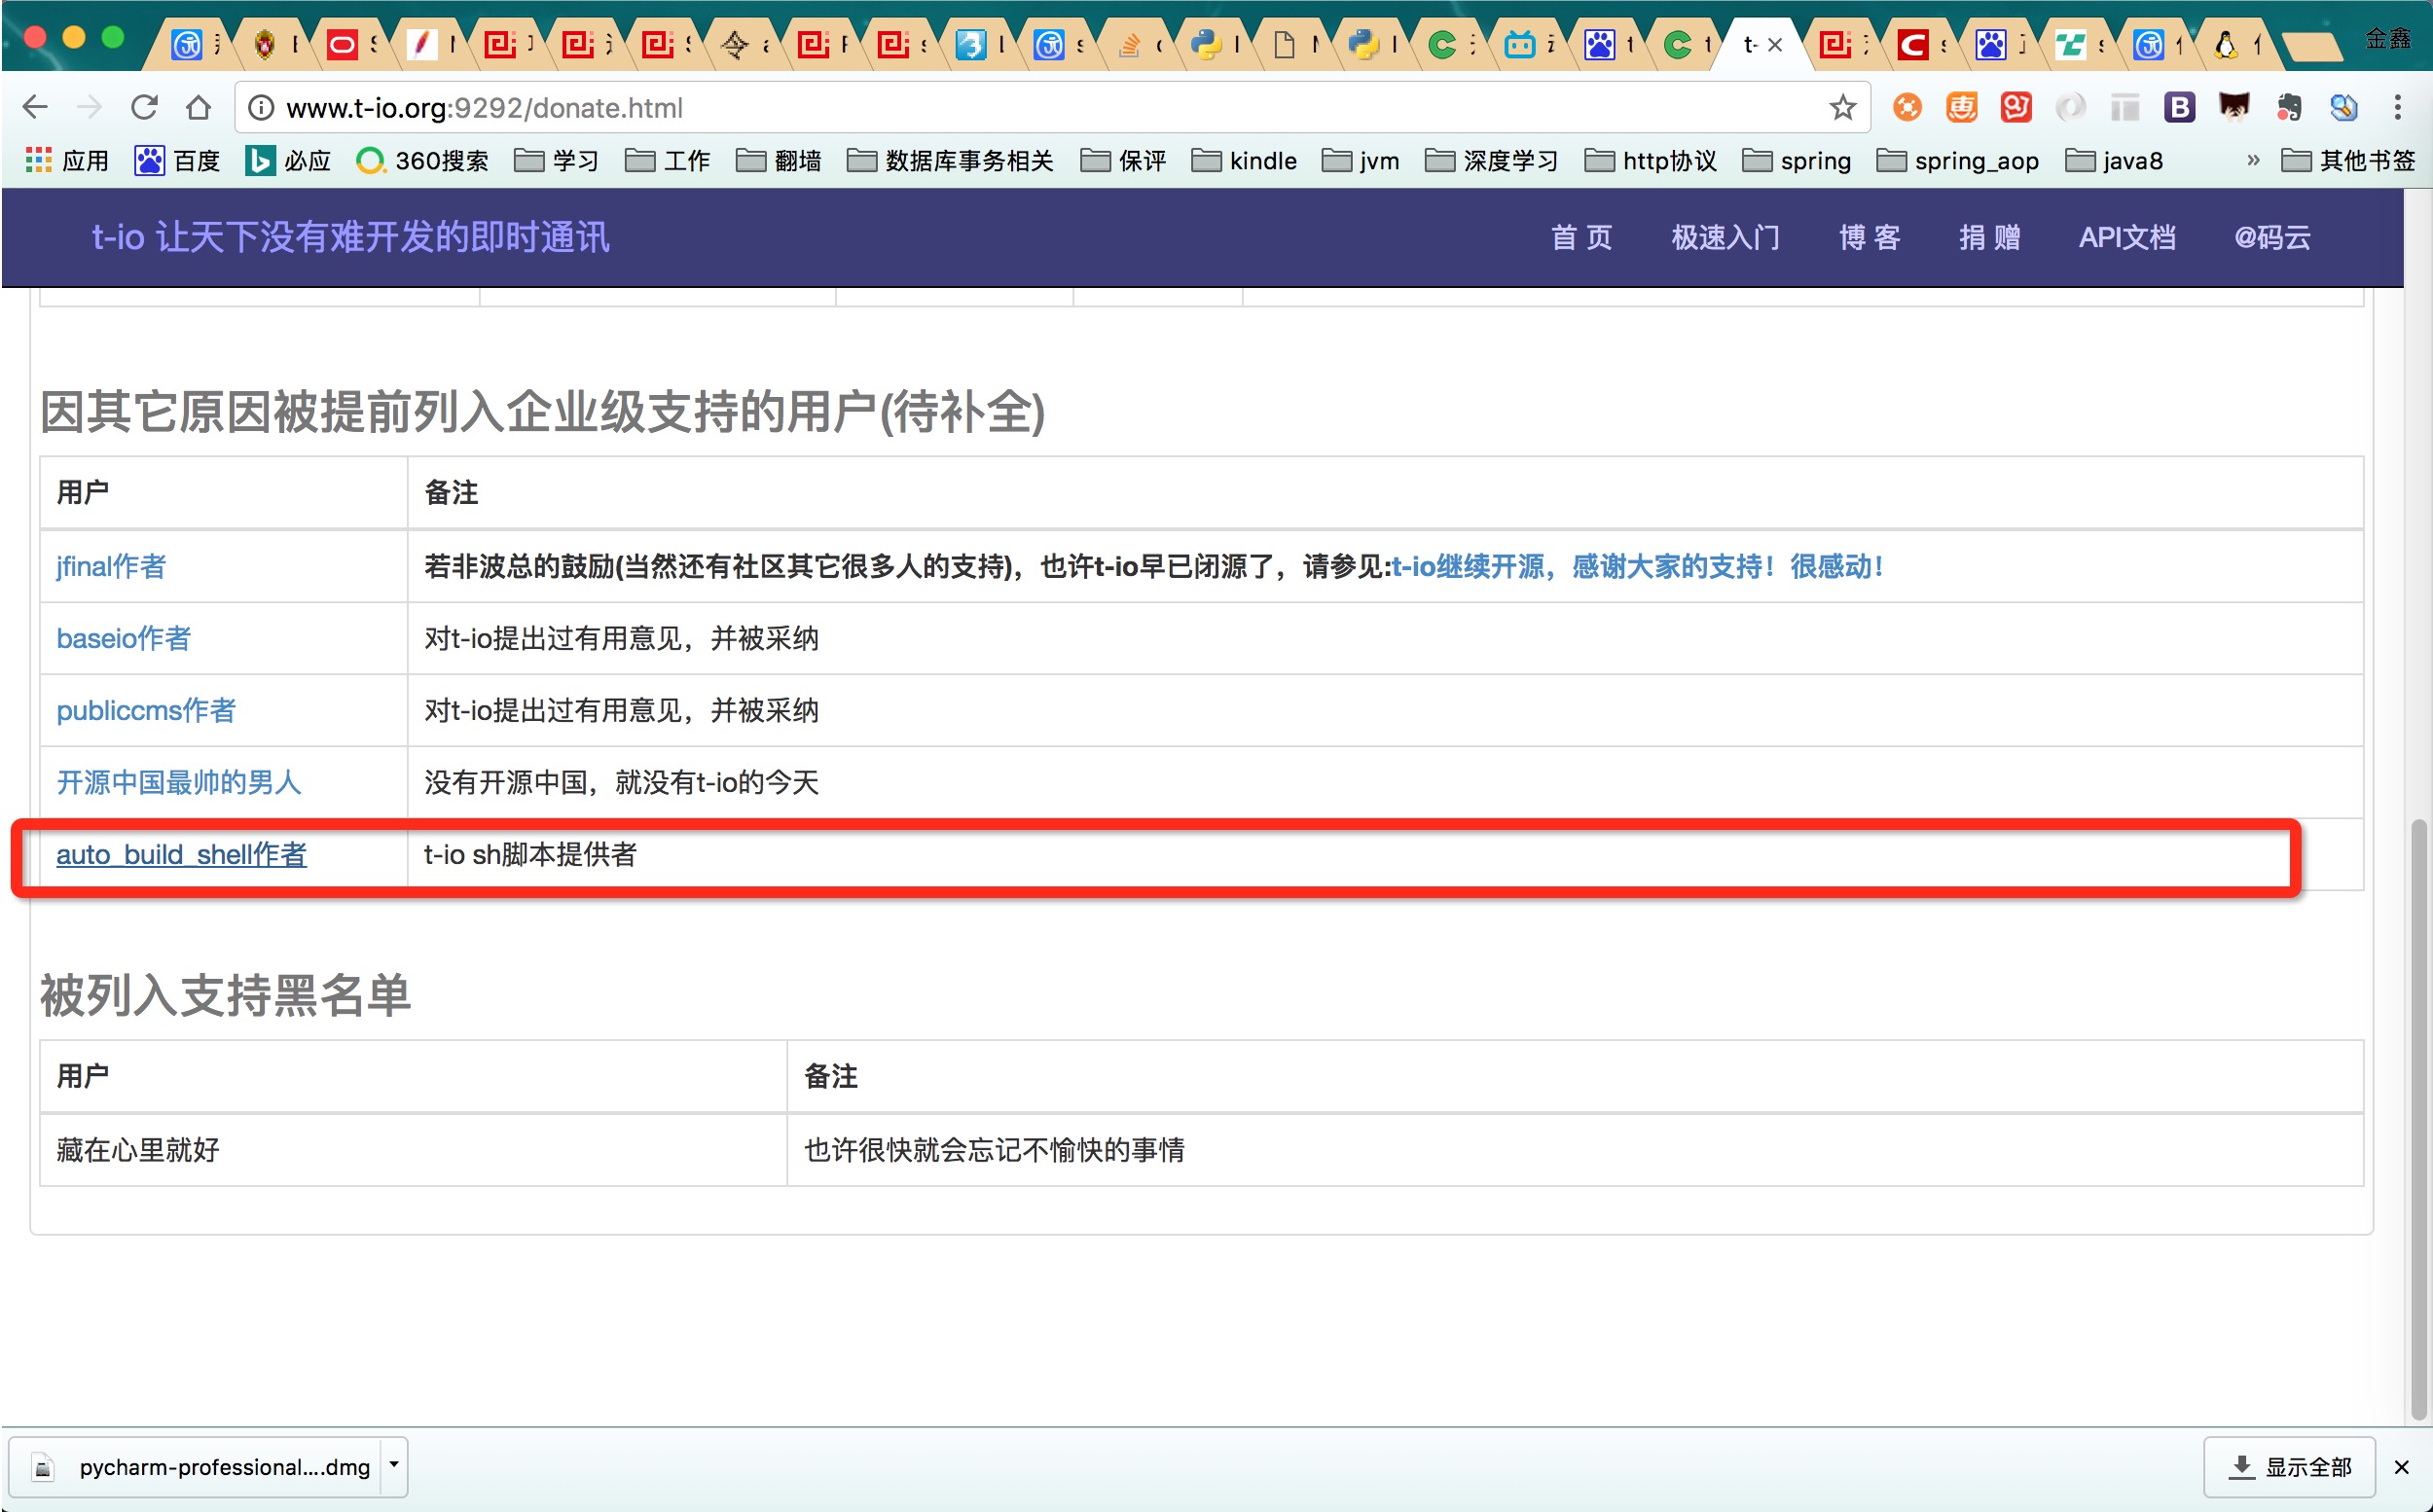 金鑫
t-
www.t-io.org:9292/donate.html
应用 百度 必应 360搜索 学习 工作 翻墙 数据库事务相关 保评 kindle jvm 深度学习 http协议 spring spring_aop java8 » 其他书签
t-io 让天下没有难开发的即时通讯 首 页 极速入门 博 客 捐 赠 API文档 @码云
因其它原因被提前列入企业级支持的用户(待补全)
用户 备注
jfinal作者 若非波总的鼓励(当然还有社区其它很多人的支持)，也许t-io早已闭源了，请参见:t-io继续开源，感谢大家的支持！很感动！
baseio作者 对t-io提出过有用意见，并被采纳
publiccms作者 对t-io提出过有用意见，并被采纳
开源中国最帅的男人 没有开源中国，就没有t-io的今天
auto_build_shell作者 t-io sh脚本提供者
被列入支持黑名单
用户 备注
藏在心里就好 也许很快就会忘记不愉快的事情
pycharm-professional....dmg 显示全部